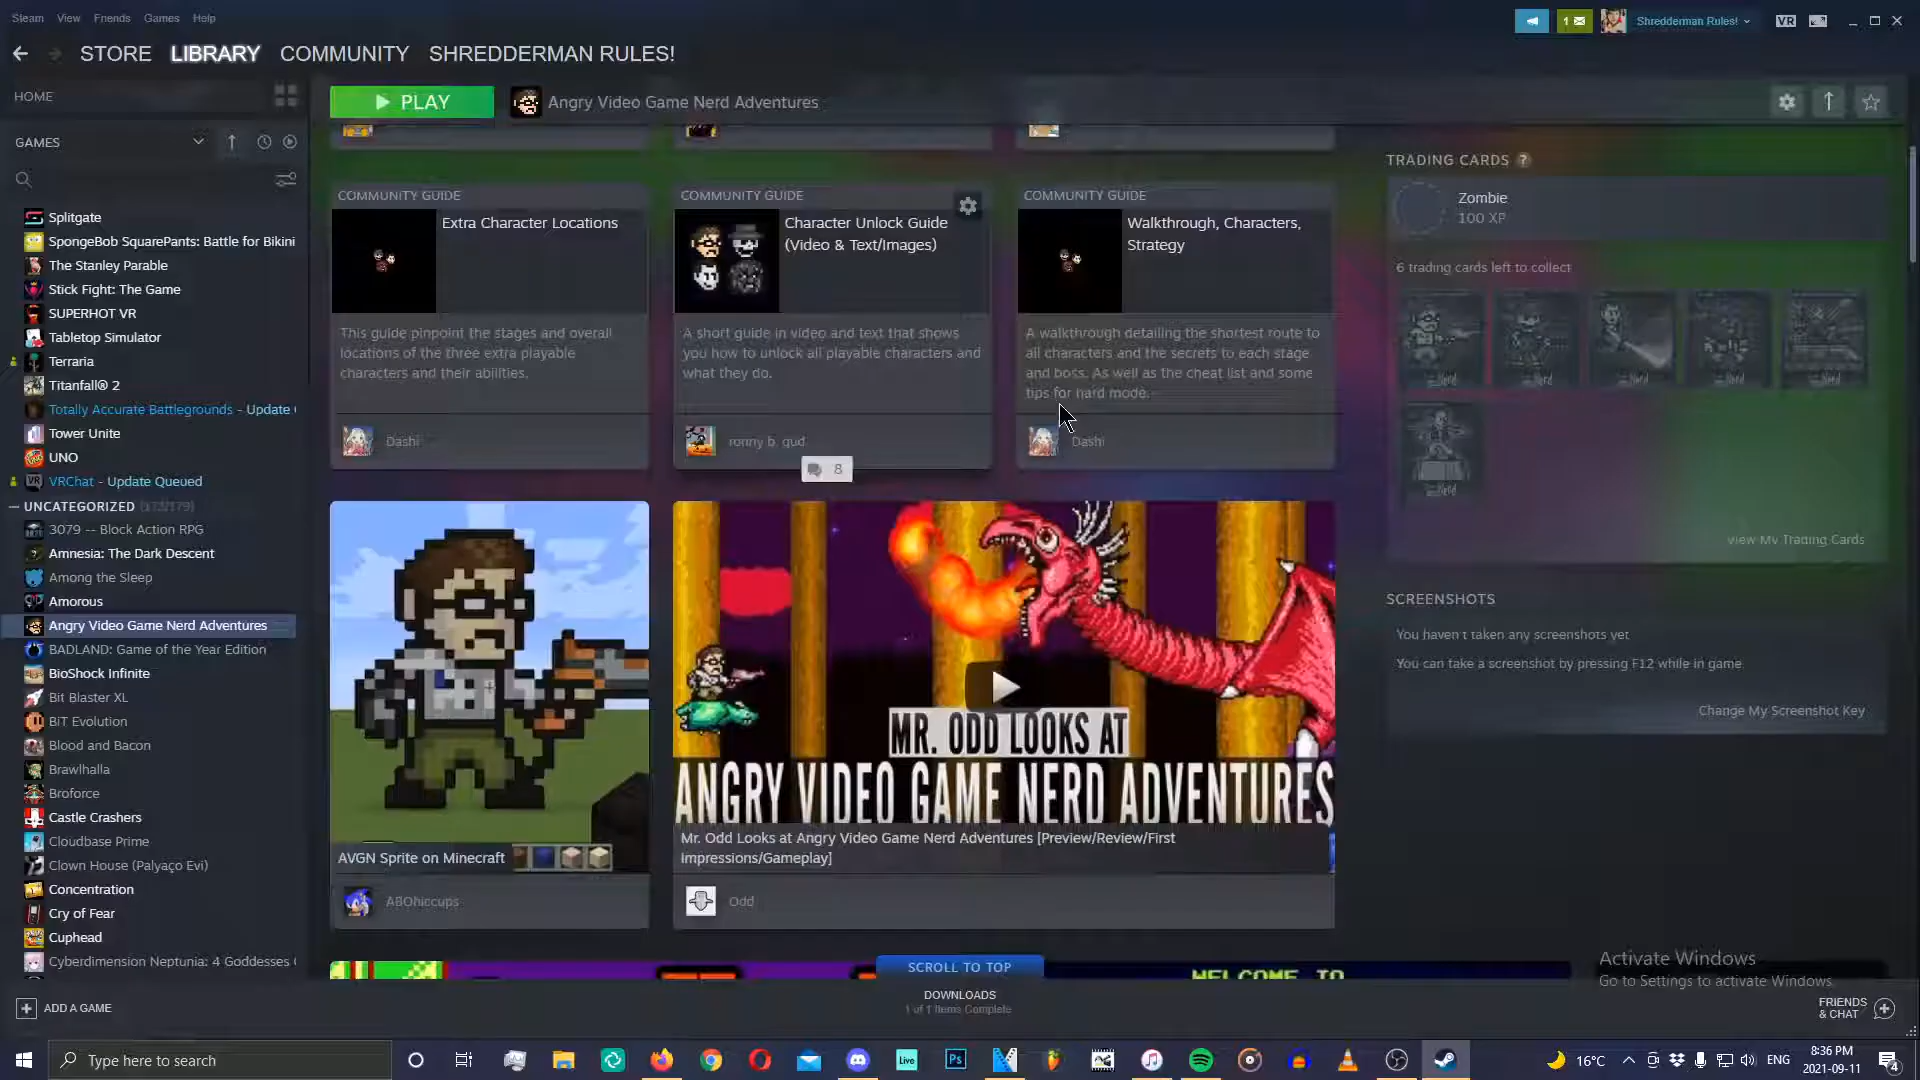 Steam View Friends Games Help
1
Shredderman Rules!
VR
STORE LIBRARY COMMUNITY SHREDDERMAN RULES!
HOME
PLAY
Angry Video Game Nerd Adventures
GAMES
Splitgate
SpongeBob SquarePants: Battle for Bikini
The Stanley Parable
Stick Fight: The Game
SUPERHOT VR
Tabletop Simulator
Terraria
Titanfall® 2
Totally Accurate Battlegrounds - Update
Tower Unite
UNO
VRChat - Update Queued
UNCATEGORIZED (172/179)
3079 -- Block Action RPG
Amnesia: The Dark Descent
Among the Sleep
Amorous
Angry Video Game Nerd Adventures
BADLAND: Game of the Year Edition
BioShock Infinite
Bit Blaster XL
BiT Evolution
Blood and Bacon
Brawlhalla
Broforce
Castle Crashers
Cloudbase Prime
Clown House (Palyaço Evi)
Concentration
Cry of Fear
Cuphead
Cyberdimension Neptunia: 4 Goddesses
ADD A GAME
COMMUNITY GUIDE
Extra Character Locations
This guide pinpoint the stages and overall
locations of the three extra playable
characters and their abilities.
Dashi
COMMUNITY GUIDE
Character Unlock Guide
(Video & Text/Images)
A short guide in video and text that shows
you how to unlock all playable characters and
what they do.
ronny b. gud
8
COMMUNITY GUIDE
Walkthrough, Characters,
Strategy
A walkthrough detailing the shortest route to
all characters and the secrets to each stage
and boss. As well as the cheat list and some
tips for hard mode.
Dashi
AVGN Sprite on Minecraft
ABOhiccups
MR. ODD LOOKS AT
ANGRY VIDEO GAME NERD ADVENTURES
Mr. Odd Looks at Angry Video Game Nerd Adventures [Preview/Review/First
Impressions/Gameplay]
Odd
WELCOME TO
SCROLL TO TOP
DOWNLOADS
1 of 1 Items Complete
TRADING CARDS ?
Zombie
100 XP
6 trading cards left to collect
View My Trading Cards
SCREENSHOTS
You haven't taken any screenshots yet
You can take a screenshot by pressing F12 while in game
Change My Screenshot Key
Activate Windows
Go to Settings to activate Windows.
FRIENDS
& CHAT
Type here to search
Live
Ps
16°C
ENG
8:36 PM
2021-09-11
4